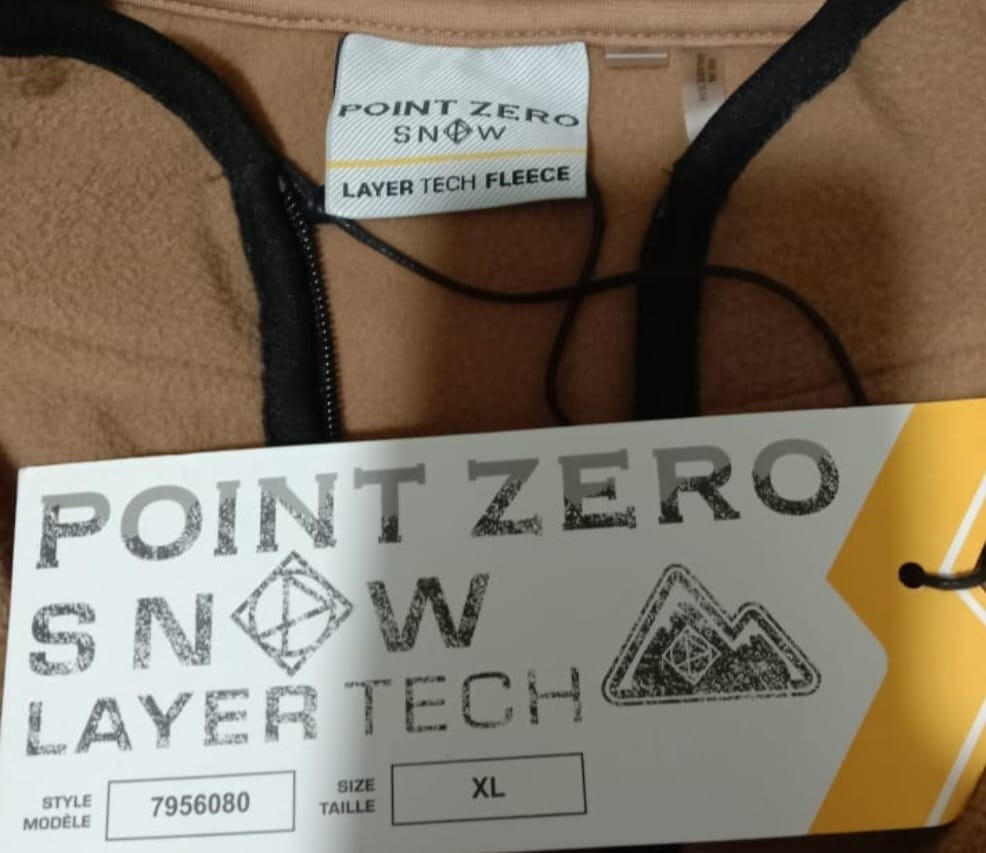 POINT ZERO
SNOW
LAYER TECH FLEECE
POINT ZERO
SNOW
LAYER TECH
STYLE
MODÈLE
7956080
SIZE
TAILLE
XL